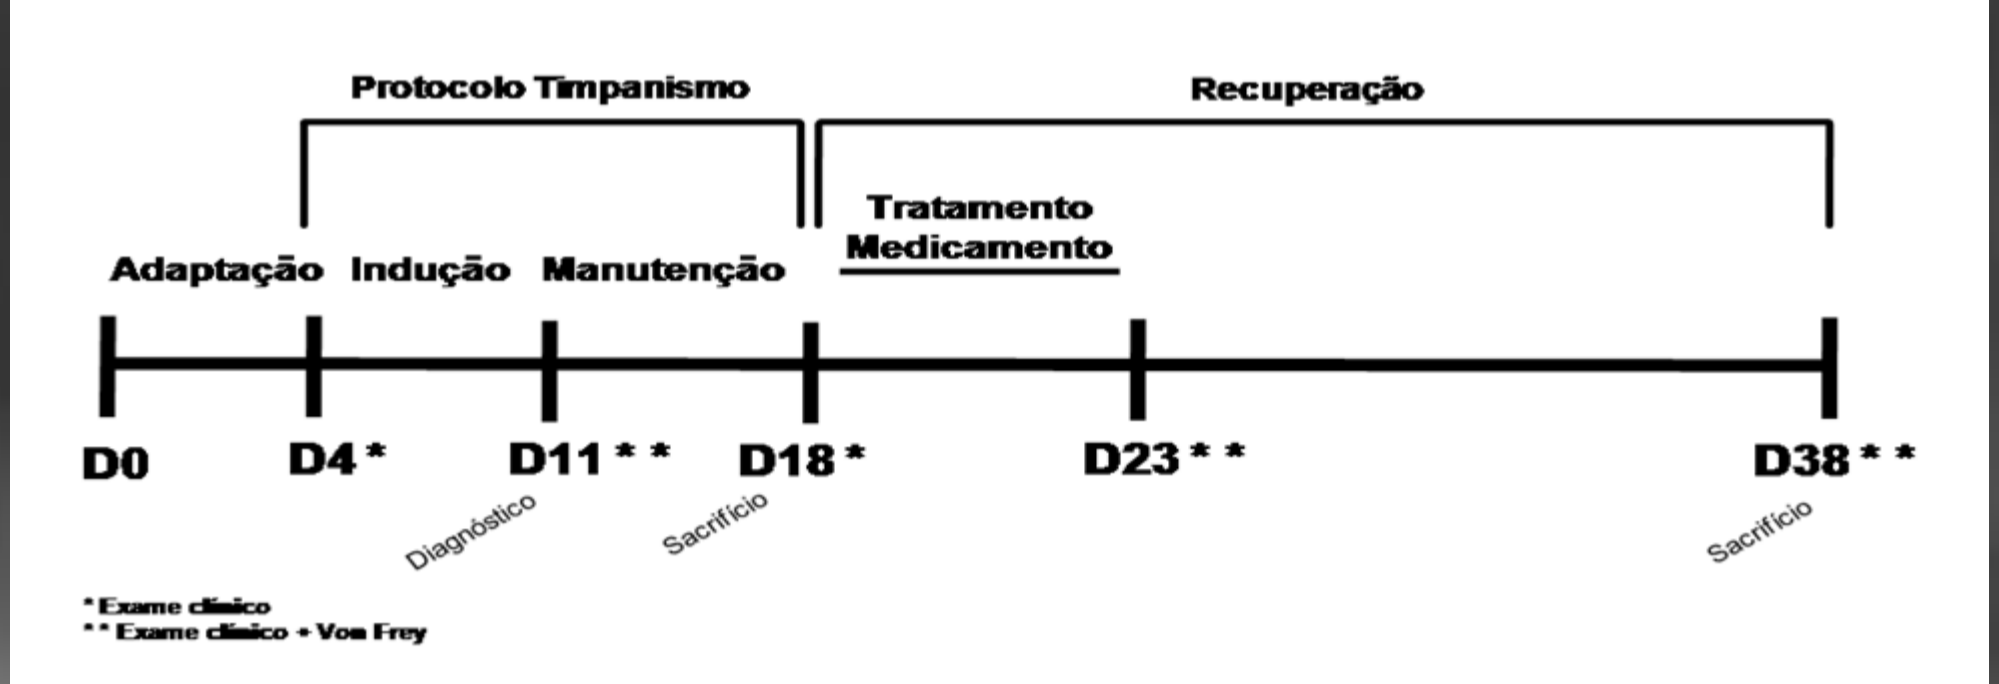 Protocolo Timpanismo
Recuperação
Tratamento
Medicamento
Adaptação Indução Manutenção
D0 D4* D11** D18* D23** D38**
Diagnóstico
Sacrifício
Sacrifício
* Exame clínico
** Exame clínico + Von Frey